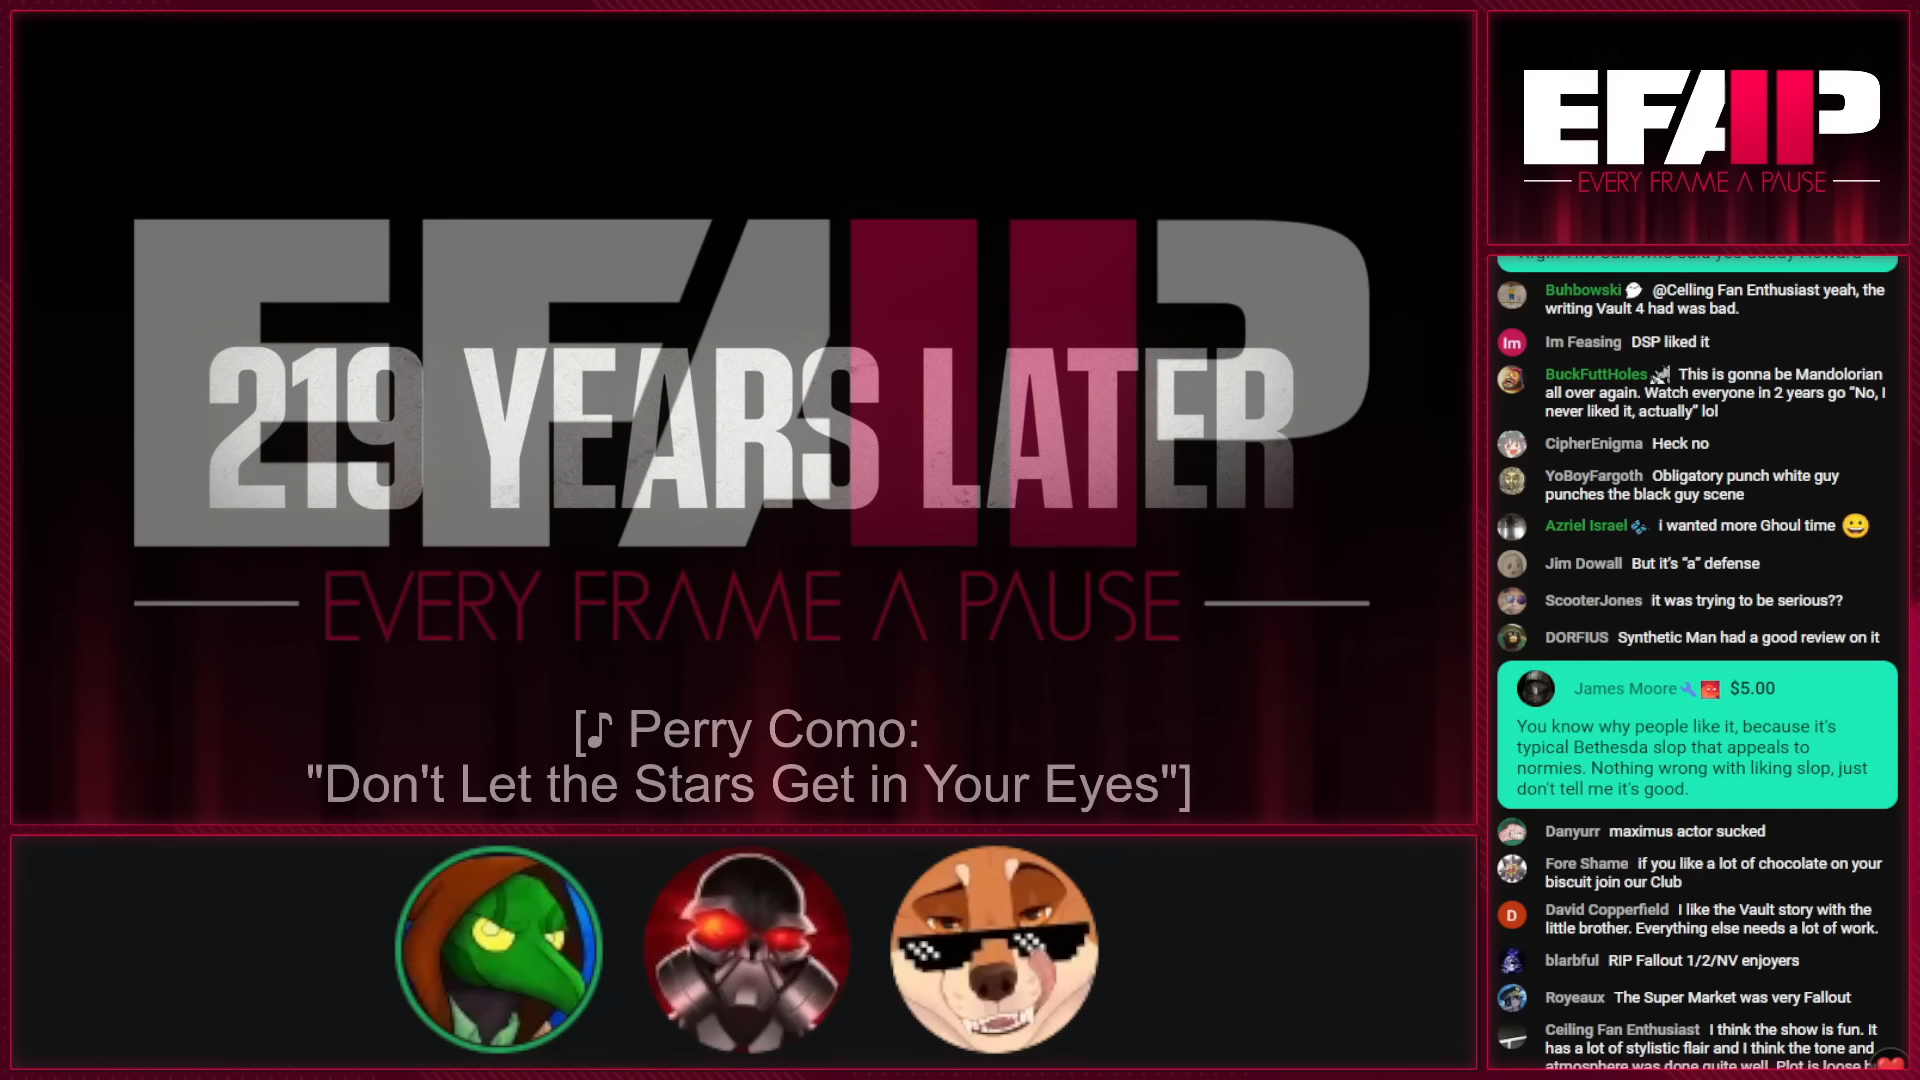 EFAP
219 YEARS LATER
EVERY FRAME A PAUSE
[♪ Perry Como:
"Don't Let the Stars Get in Your Eyes"]
EFAP
EVERY FRAME A PAUSE
Buhbowski @Celling Fan Enthusiast yeah, the
writing Vault 4 had was bad.
Im Im Feasing DSP liked it
BuckFuttHoles This is gonna be Mandolorian
all over again. Watch everyone in 2 years go “No, I
never liked it, actually” lol
CipherEnigma Heck no
YoBoyFargoth Obligatory punch white guy
punches the black guy scene
Azriel Israel i wanted more Ghoul time 😀
Jim Dowall But it’s “a” defense
ScooterJones it was trying to be serious??
DORFIUS Synthetic Man had a good review on it
James Moore $5.00
You know why people like it, because it's
typical Bethesda slop that appeals to
normies. Nothing wrong with liking slop, just
don't tell me it's good.
Danyurr maximus actor sucked
Fore Shame if you like a lot of chocolate on your
biscuit join our Club
D David Copperfield I like the Vault story with the
little brother. Everything else needs a lot of work.
blarbful RIP Fallout 1/2/NV enjoyers
Royeaux The Super Market was very Fallout
Ceiling Fan Enthusiast I think the show is fun. It
has a lot of stylistic flair and I think the tone and
atmosphere was done quite well. Plot is loose